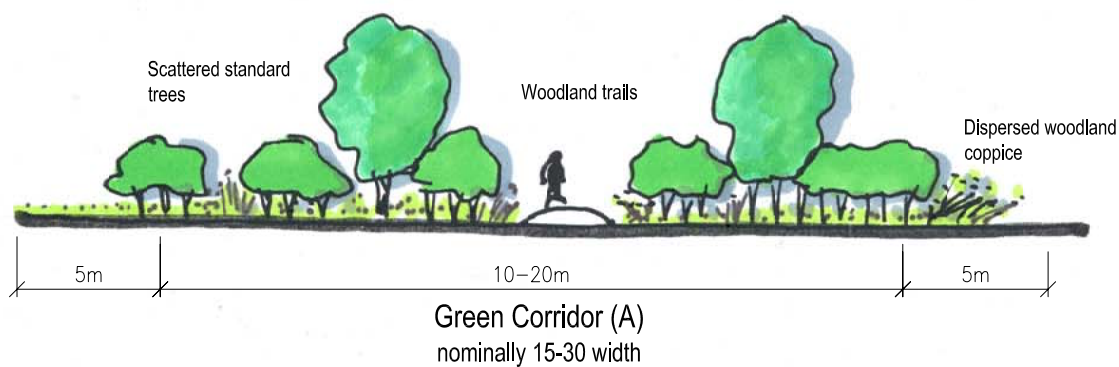 Scattered standard
trees
Woodland trails
Dispersed woodland
coppice
5m
10-20m
5m
Green Corridor (A)
nominally 15-30 width